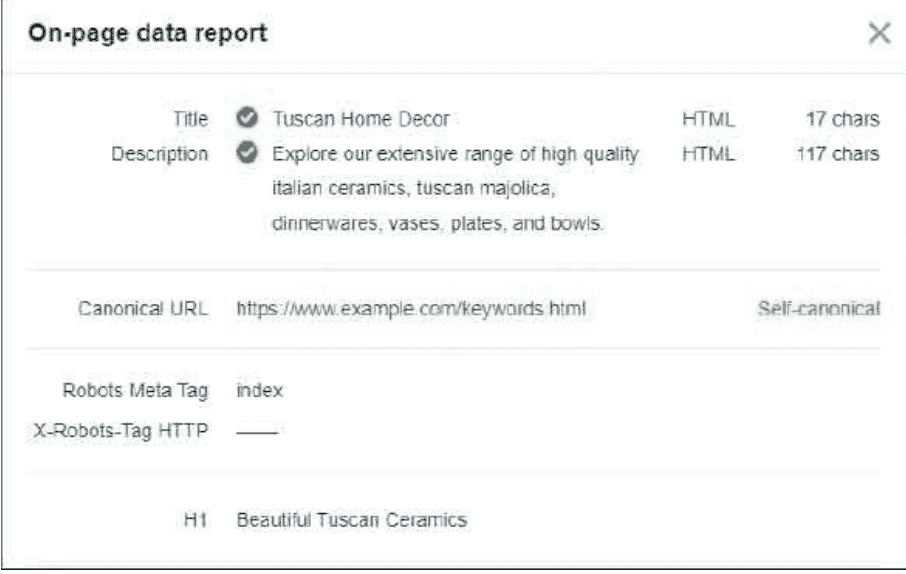 On-page data report
Title Tuscan Home Decor HTML 17 chars
Description Explore our extensive range of high quality HTML 117 chars
italian ceramics, tuscan majolica,
dinnerwares, vases, plates, and bowls.
Canonical URL https://www.example.com/keywords.html Self-canonical
Robots Meta Tag index
X-Robots-Tag HTTP ——
H1 Beautiful Tuscan Ceramics